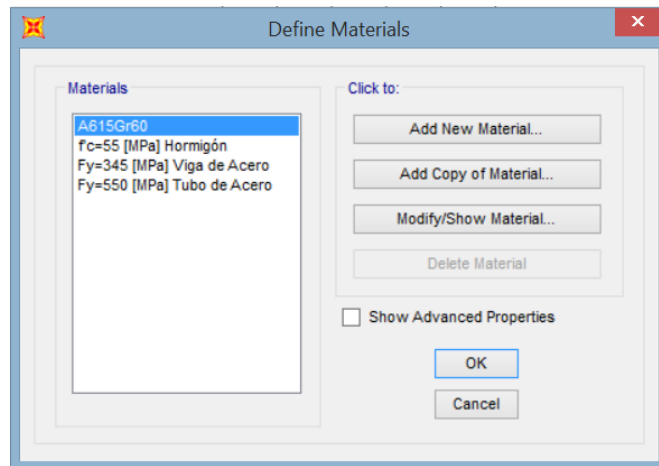 Define Materials
Materials
A615Gr60
f'c=55 [MPa] Hormigón
Fy=345 [MPa] Viga de Acero
Fy=550 [MPa] Tubo de Acero
Click to:
Add New Material...
Add Copy of Material...
Modify/Show Material...
Delete Material
Show Advanced Properties
OK
Cancel